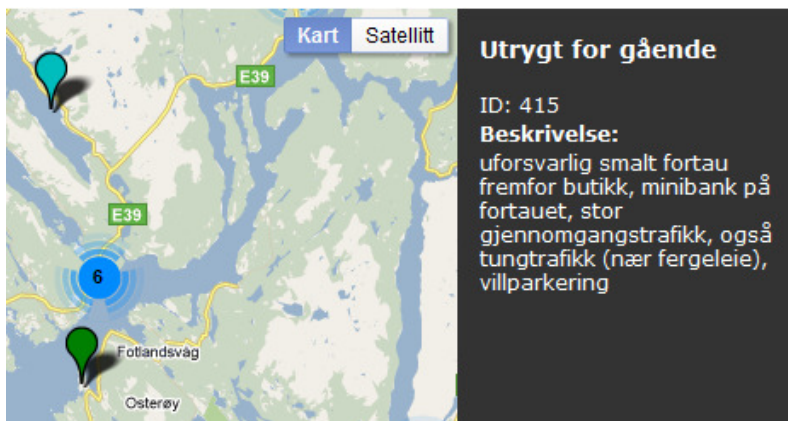 Kart Satellitt
E39
E39
6
Fotlandsvåg
Osterøy
Utrygt for gående
ID: 415
Beskrivelse:
uforsvarlig smalt fortau
fremfor butikk, minibank på
fortauet, stor
gjennomgangstrafikk, også
tungtrafikk (nær fergeleie),
villparkering